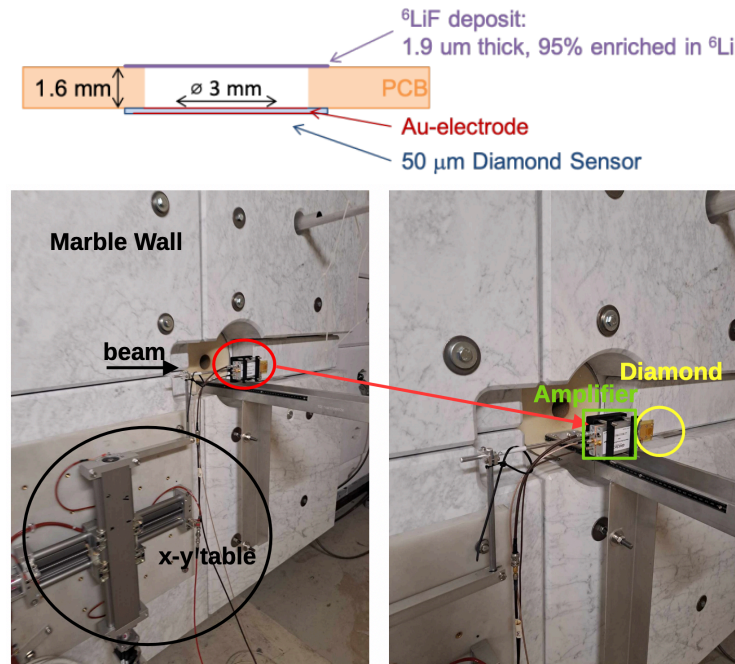 ⁶LiF deposit:
1.9 um thick, 95% enriched in ⁶Li
1.6 mm
⌀ 3 mm
PCB
Au-electrode
50 μm Diamond Sensor
Marble Wall
beam
x-y table
Diamond
Amplifier